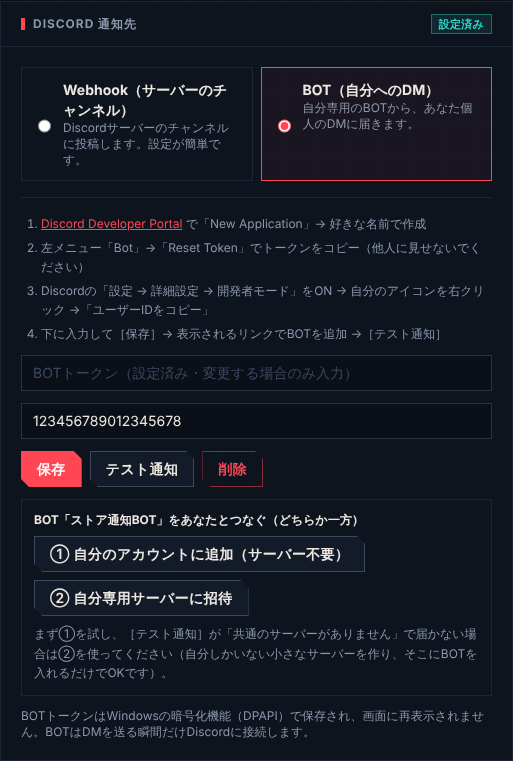 DISCORD 通知先
設定済み
Webhook（サーバーのチ
ャンネル）
Discordサーバーのチャンネル
に投稿します。設定が簡単で
す。
BOT（自分へのDM）
自分専用のBOTから、あなた個
人のDMに届きます。
1. Discord Developer Portal で「New Application」→ 好きな名前で作成
2. 左メニュー「Bot」→「Reset Token」でトークンをコピー（他人に見せないでく
ださい）
3. Discordの「設定 → 詳細設定 → 開発者モード」をON → 自分のアイコンを右クリ
ック →「ユーザーIDをコピー」
4. 下に入力して［保存］→ 表示されるリンクでBOTを追加 →［テスト通知］
BOTトークン（設定済み・変更する場合のみ入力）
123456789012345678
保存
テスト通知
削除
BOT「ストア通知BOT」をあなたとつなぐ（どちらか一方）
① 自分のアカウントに追加（サーバー不要）
② 自分専用サーバーに招待
まず①を試し、［テスト通知］が「共通のサーバーがありません」で届かない場
合は②を使ってください（自分しかいない小さなサーバーを作り、そこにBOTを
入れるだけでOKです）。
BOTトークンはWindowsの暗号化機能（DPAPI）で保存され、画面に再表示されませ
ん。BOTはDMを送る瞬間だけDiscordに接続します。